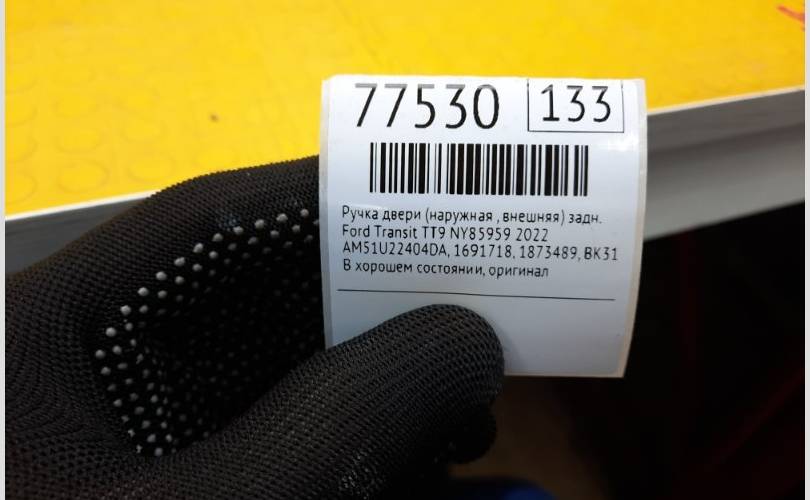 77530 133
Ручка двери (наружная , внешняя) задн.
Ford Transit TT9 NY85959 2022
AM51U22404DA, 1691718, 1873489, BK31
В хорошем состоянии, оригинал